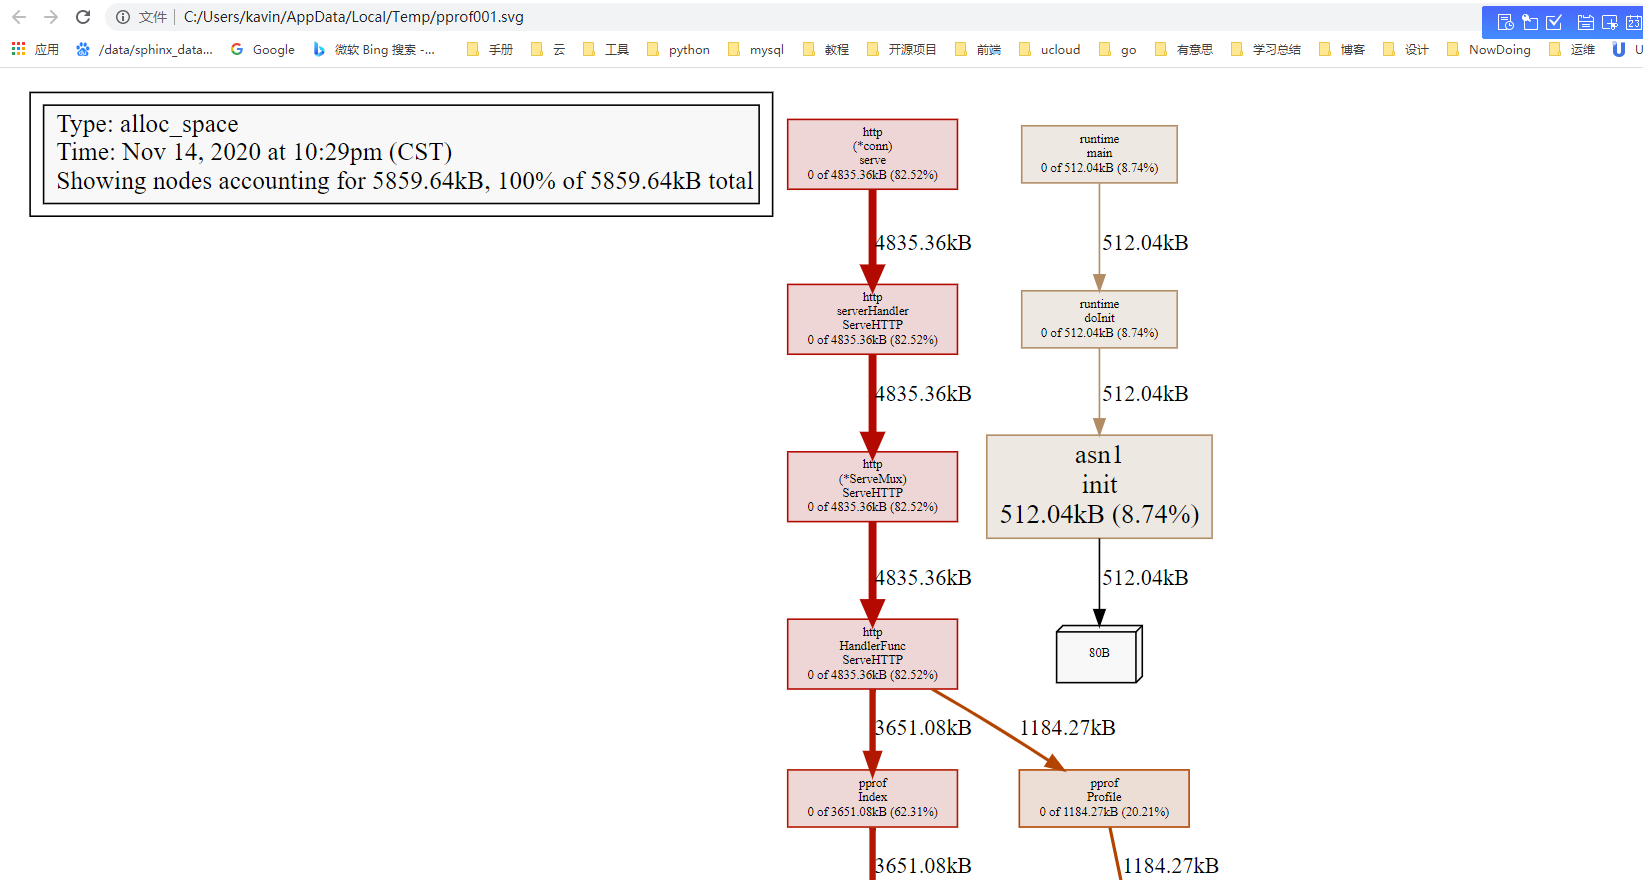 文件 C:/Users/kavin/AppData/Local/Temp/pprof001.svg
应用 /data/sphinx_data... Google 微软 Bing 搜索 -... 手册 云 工具 python mysql 教程 开源项目 前端 ucloud go 有意思 学习总结 博客 设计 NowDoing 运维 U
Type: alloc_space
Time: Nov 14, 2020 at 10:29pm (CST)
Showing nodes accounting for 5859.64kB, 100% of 5859.64kB total
http
(*conn)
serve
0 of 4835.36kB (82.52%)
runtime
main
0 of 512.04kB (8.74%)
4835.36kB
512.04kB
http
serverHandler
ServeHTTP
0 of 4835.36kB (82.52%)
runtime
doInit
0 of 512.04kB (8.74%)
4835.36kB
512.04kB
http
(*ServeMux)
ServeHTTP
0 of 4835.36kB (82.52%)
asn1
init
512.04kB (8.74%)
4835.36kB
512.04kB
http
HandlerFunc
ServeHTTP
0 of 4835.36kB (82.52%)
80B
3651.08kB
1184.27kB
pprof
Index
0 of 3651.08kB (62.31%)
pprof
Profile
0 of 1184.27kB (20.21%)
3651.08kB
1184.27kB